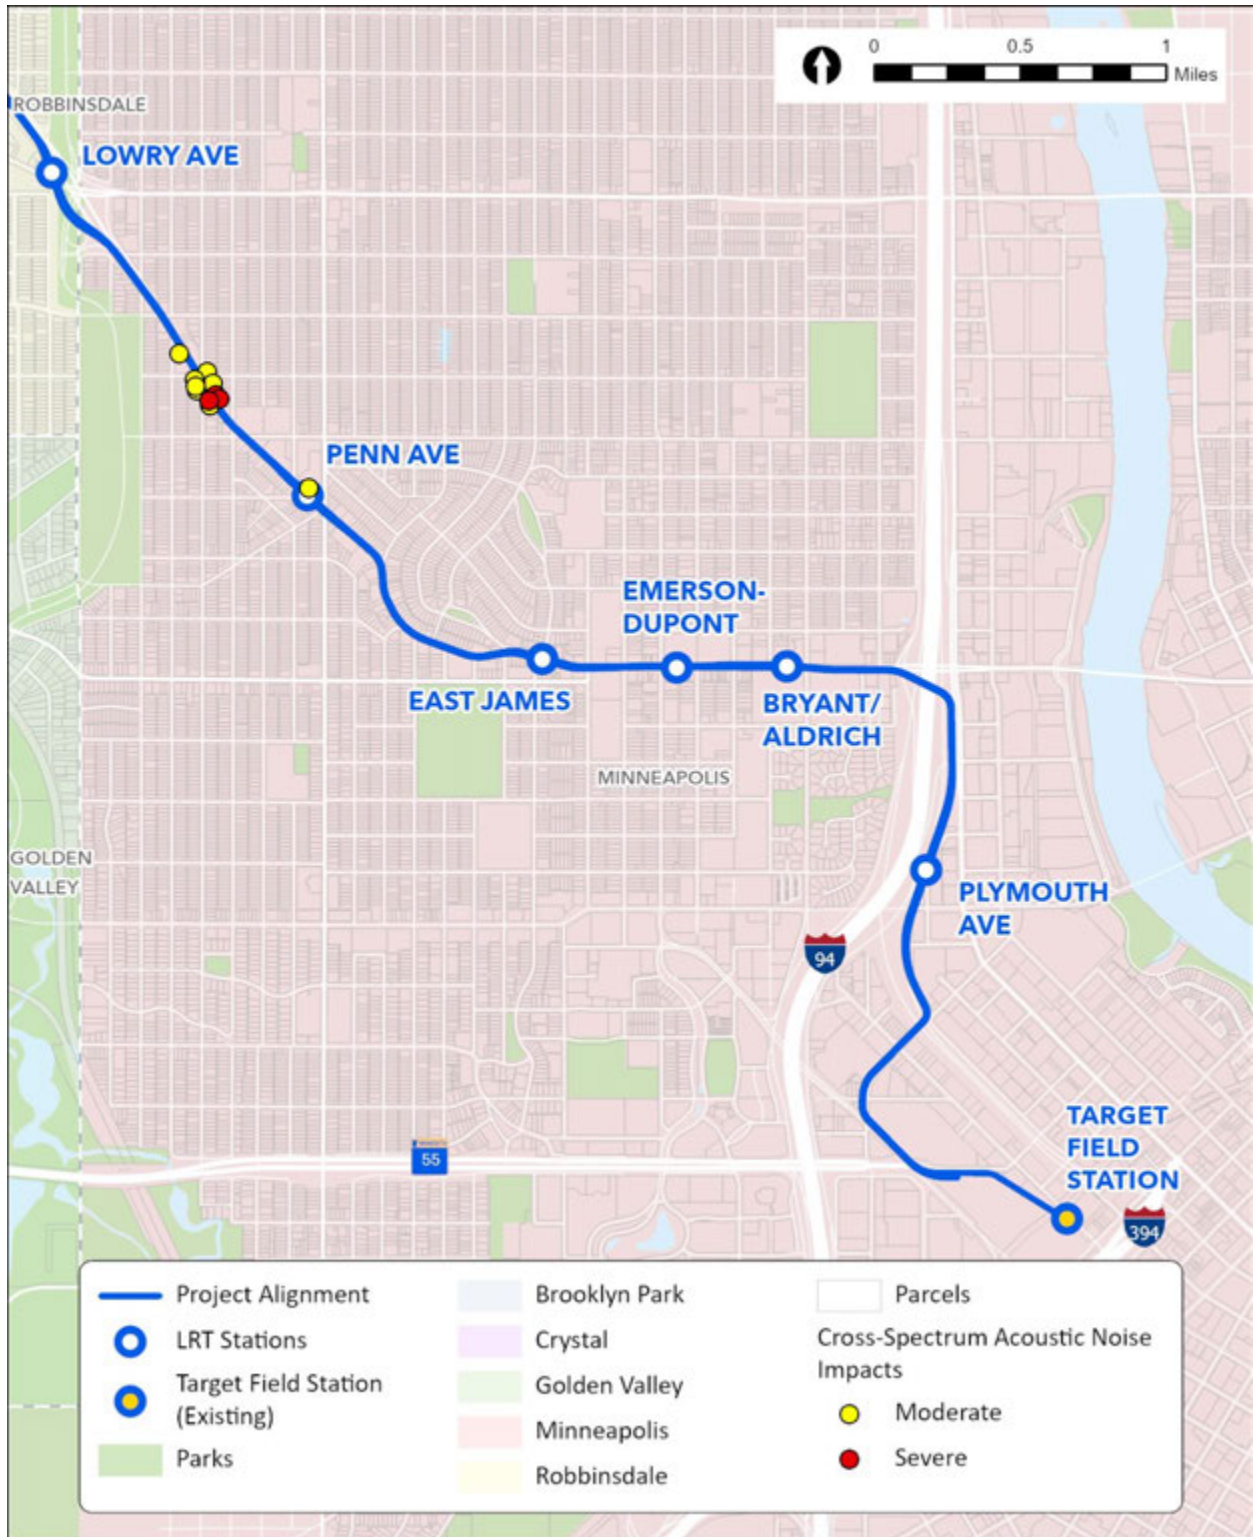 0 0.5 1
Miles
ROBBINSDALE
LOWRY AVE
PENN AVE
EMERSON-
DUPONT
EAST JAMES
BRYANT/
ALDRICH
MINNEAPOLIS
GOLDEN
VALLEY
PLYMOUTH
AVE
94
TARGET
FIELD
STATION
55
394
Project Alignment
LRT Stations
Target Field Station
(Existing)
Parks
Brooklyn Park
Crystal
Golden Valley
Minneapolis
Robbinsdale
Parcels
Cross-Spectrum Acoustic Noise
Impacts
Moderate
Severe